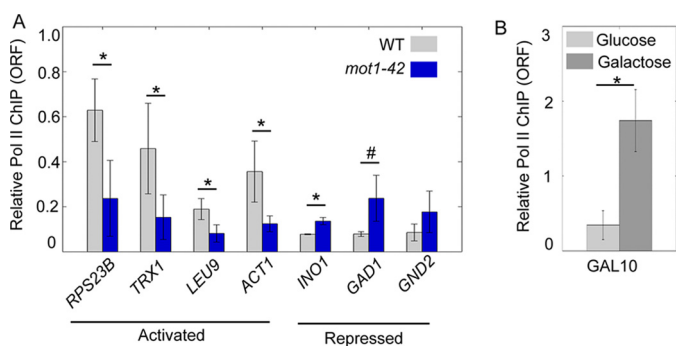 A
Relative Pol II ChIP (ORF)
1.0
0.8
0.6
0.4
0.2
0
WT
mot1-42
*
*
*
*
*
#
RPS23B
TRX1
LEU9
ACT1
INO1
GAD1
GND2
Activated
Repressed
B
Relative Pol II ChIP (ORF)
3
2
1
0
Glucose
Galactose
*
GAL10